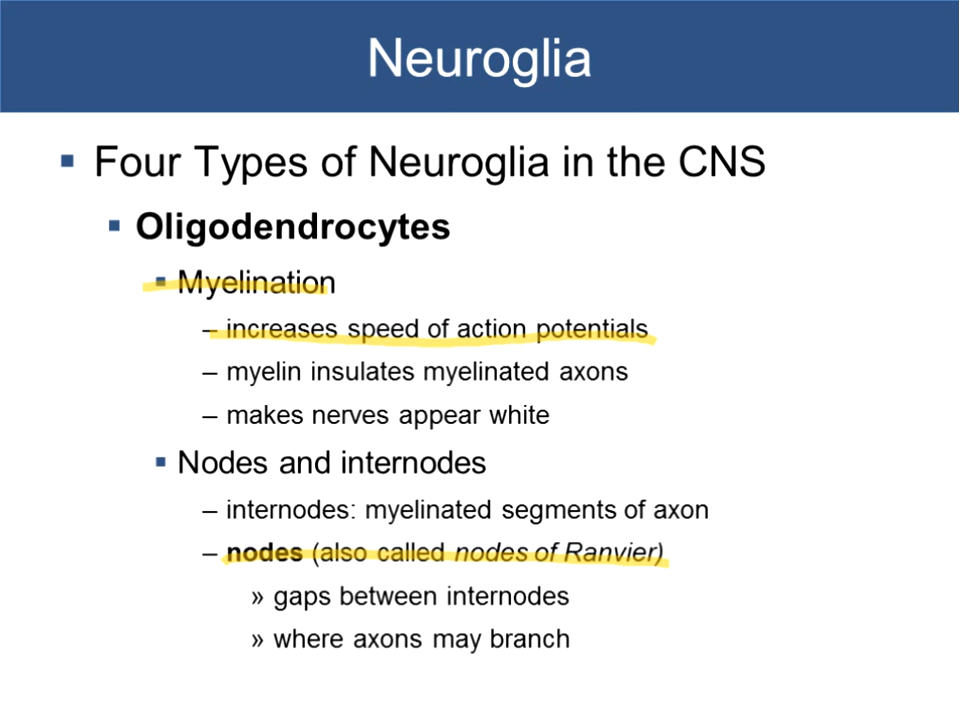 Neuroglia
▪ Four Types of Neuroglia in the CNS
▪ Oligodendrocytes
▪ Myelination
– increases speed of action potentials
– myelin insulates myelinated axons
– makes nerves appear white
▪ Nodes and internodes
– internodes: myelinated segments of axon
– nodes (also called nodes of Ranvier)
» gaps between internodes
» where axons may branch